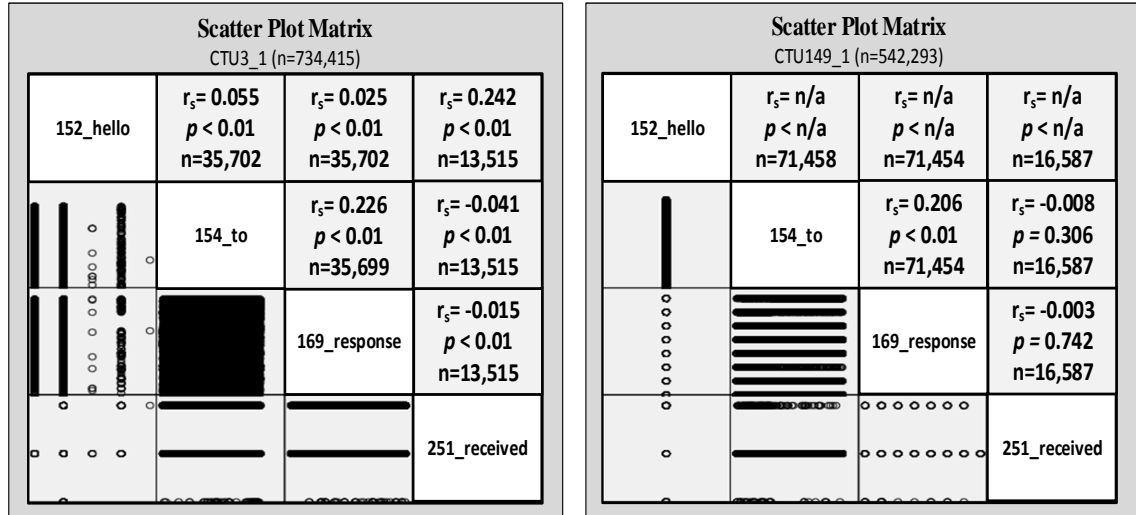 Scatter Plot Matrix
CTU3_1 (n=734,415)
152_hello
rs= 0.055
p < 0.01
n=35,702
rs= 0.025
p < 0.01
n=35,702
rs= 0.242
p < 0.01
n=13,515
154_to
rs= 0.226
p < 0.01
n=35,699
rs= -0.041
p < 0.01
n=13,515
169_response
rs= -0.015
p < 0.01
n=13,515
251_received
Scatter Plot Matrix
CTU149_1 (n=542,293)
152_hello
rs= n/a
p < n/a
n=71,458
rs= n/a
p < n/a
n=71,454
rs= n/a
p < n/a
n=16,587
154_to
rs= 0.206
p < 0.01
n=71,454
rs= -0.008
p = 0.306
n=16,587
169_response
rs= -0.003
p = 0.742
n=16,587
251_received